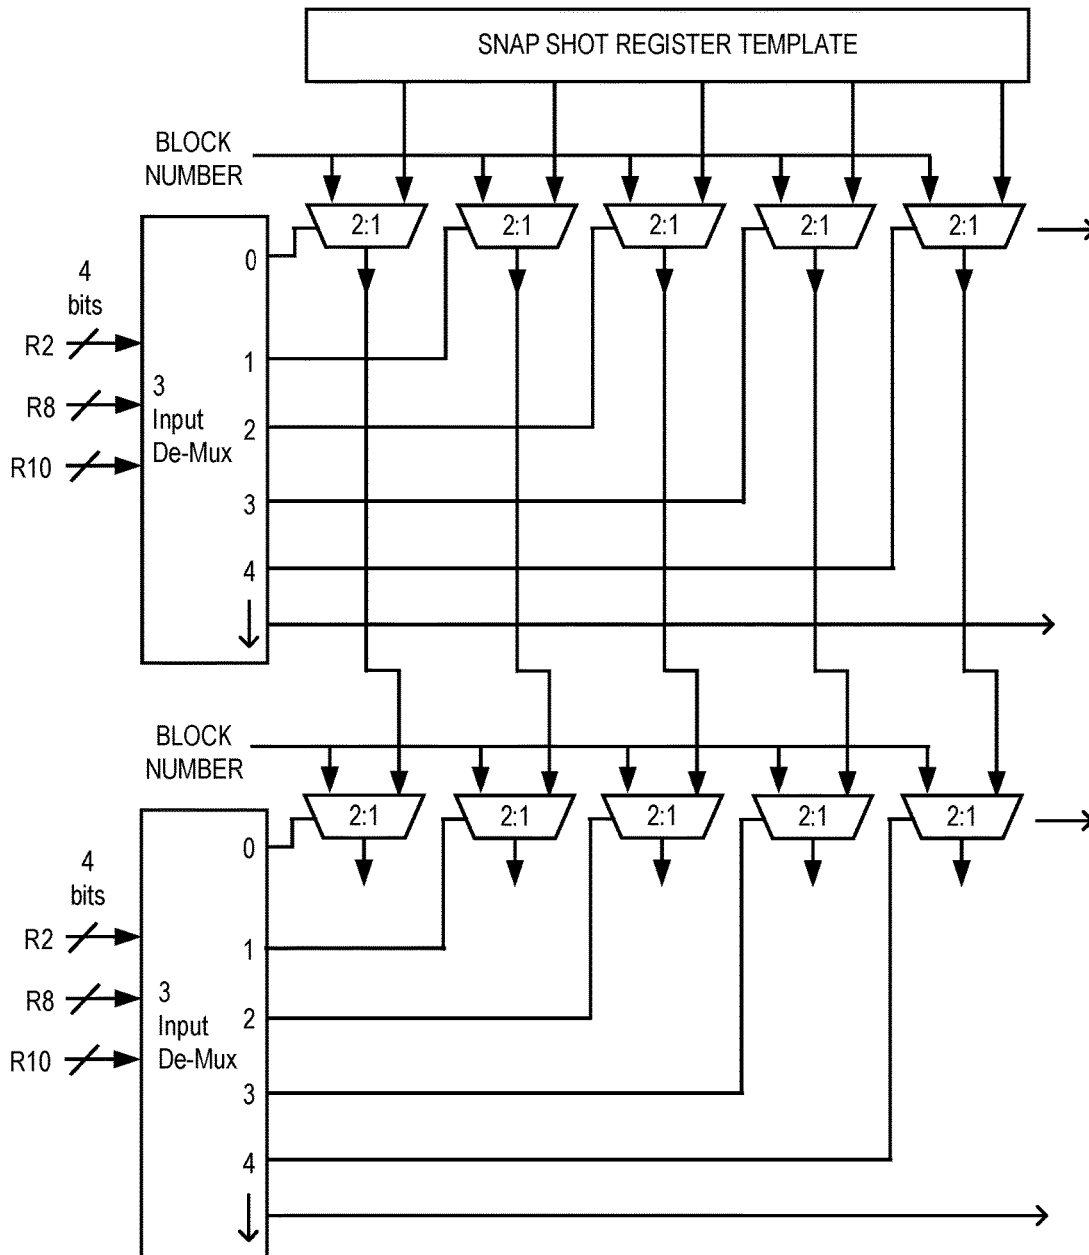 SNAP SHOT REGISTER TEMPLATE
BLOCK
NUMBER
2:1 2:1 2:1 2:1 2:1
0
4
bits
R2
1
3
Input
De-Mux
R8
2
R10
3
4
BLOCK
NUMBER
2:1 2:1 2:1 2:1 2:1
0
4
bits
R2
1
3
Input
De-Mux
R8
2
R10
3
4